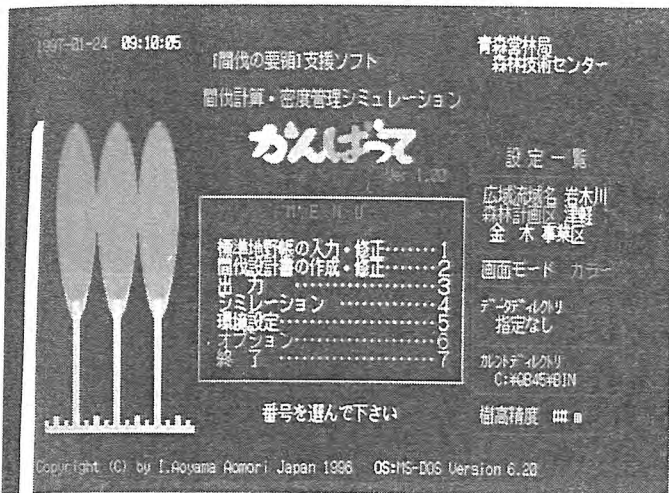 1997-01-24 09:10:05
青森営林局
森林技術センター
[間伐の要領]支援ソフト
間伐計算・密度管理シミュレーション
かんばって
Ver 1.20
設定一覧
広域流域名 岩木川
森林計画区 津軽
金木 事業区
画面モード カラー
データディレクトリ
指定なし
カレントディレクトリ
C:¥QB45¥BIN
樹高精度 m
MENU
標準地野帳の入力・修正‥‥‥1
間伐設計書の作成・修正‥‥‥2
出力 ‥‥‥‥‥‥‥‥3
シミレーション ‥‥‥‥‥‥4
環境設定‥‥‥‥‥‥‥‥5
オプション‥‥‥‥‥‥‥6
終了 ‥‥‥‥‥‥‥‥7
番号を選んで下さい
Copyright (C) by I.Aoyama Aomori Japan 1996 OS:MS-DOS Version 6.20